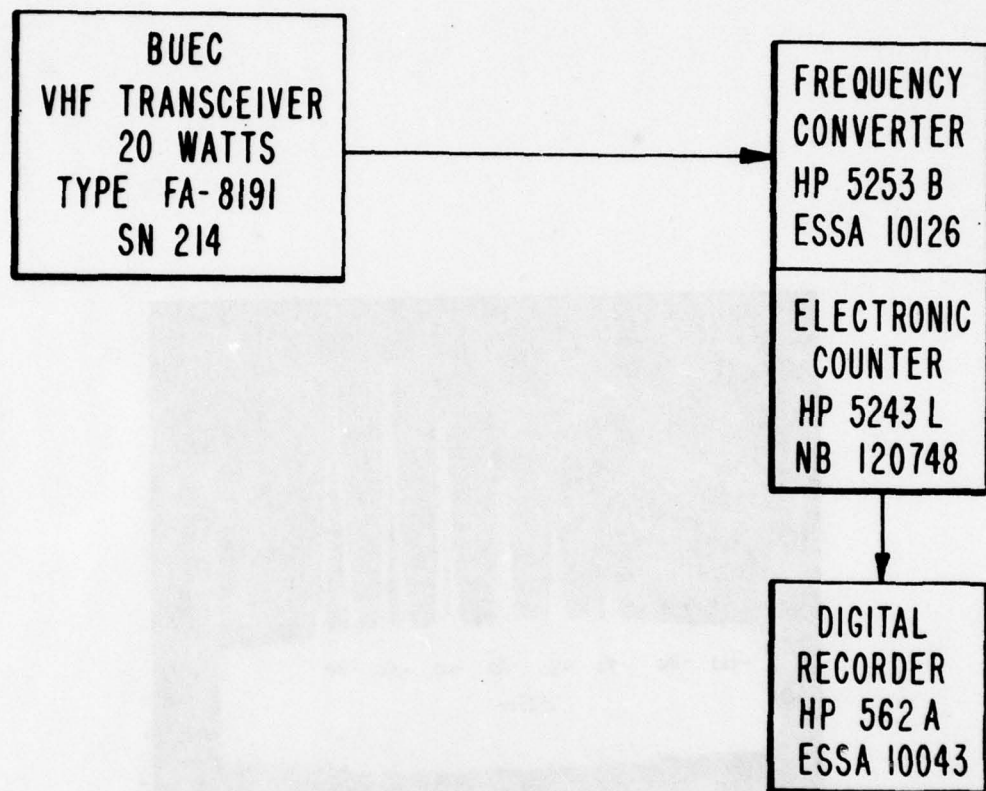 BUEC
VHF TRANSCEIVER
20 WATTS
TYPE FA-8191
SN 214
FREQUENCY
CONVERTER
HP 5253 B
ESSA 10126
ELECTRONIC
COUNTER
HP 5243 L
NB 120748
DIGITAL
RECORDER
HP 562 A
ESSA 10043